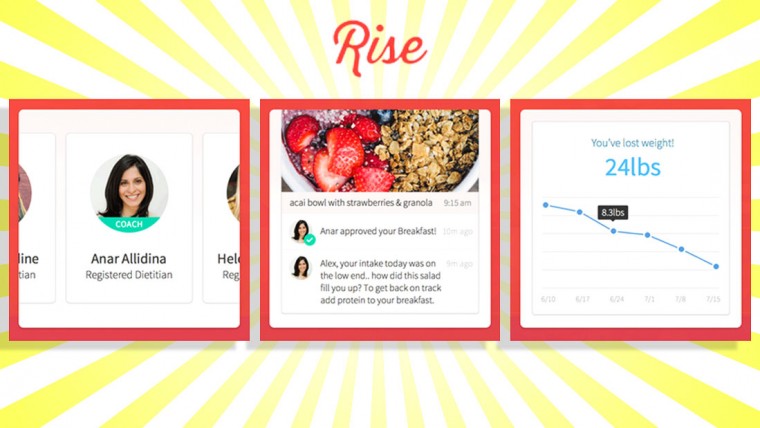 Rise
COACH
line
Anar Allidina
Hele
tian
Registered Dietitian
Reg
acai bowl with strawberries & granola 9:15 am
Anar approved your Breakfast! 10m ago
Alex, your intake today was on 9m ago
the low end.. how did this salad
fill you up? To get back on track
add protein to your breakfast.
You've lost weight!
24lbs
8.3lbs
6/10 6/17 6/24 7/1 7/8 7/15